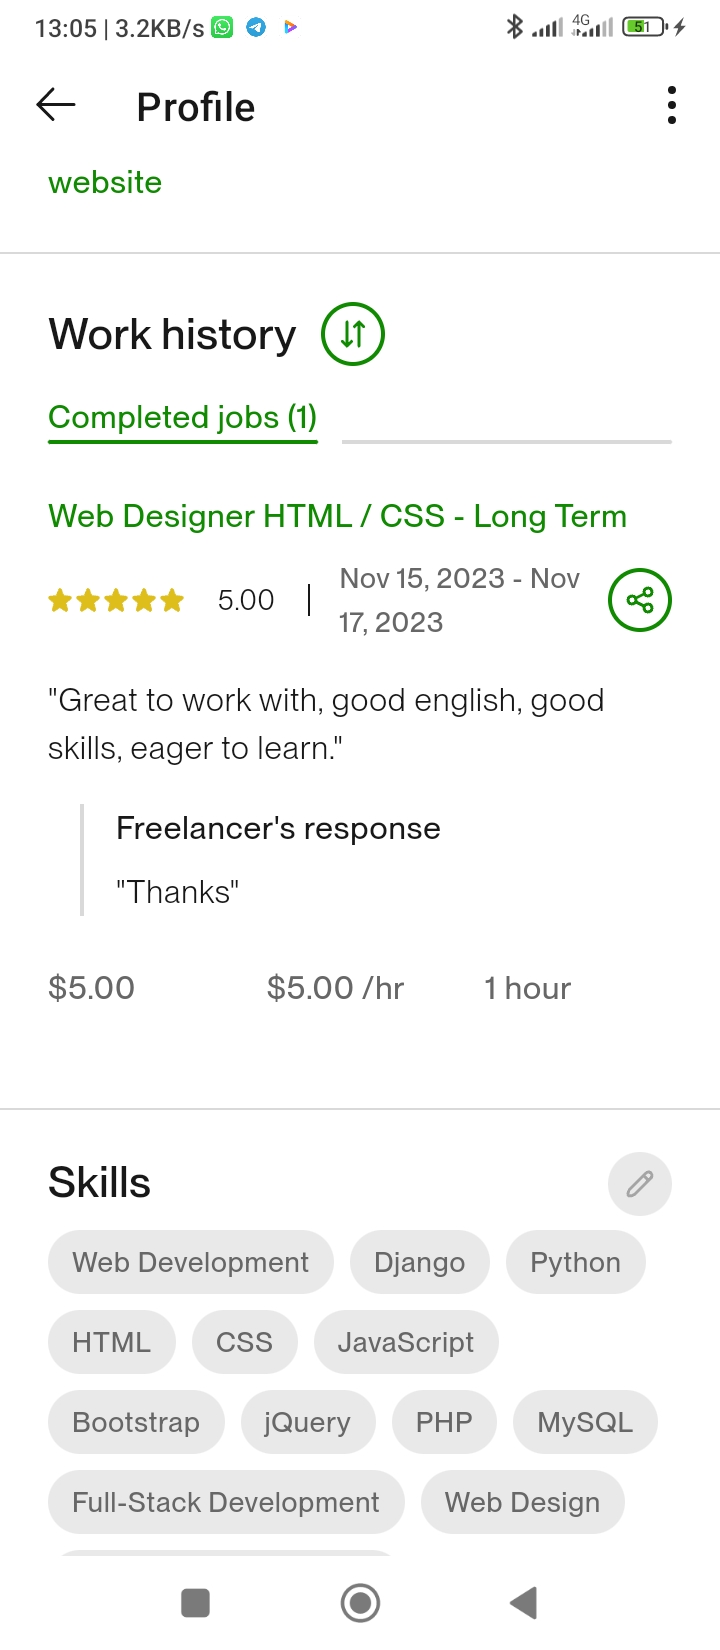 13:05 | 3.2KB/s 4G 51
Profile
website
Work history
Completed jobs (1)
Web Designer HTML / CSS - Long Term
5.00 | Nov 15, 2023 - Nov
17, 2023
"Great to work with, good english, good
skills, eager to learn."
Freelancer's response
"Thanks"
$5.00 $5.00 /hr 1 hour
Skills
Web Development Django Python
HTML CSS JavaScript
Bootstrap jQuery PHP MySQL
Full-Stack Development Web Design